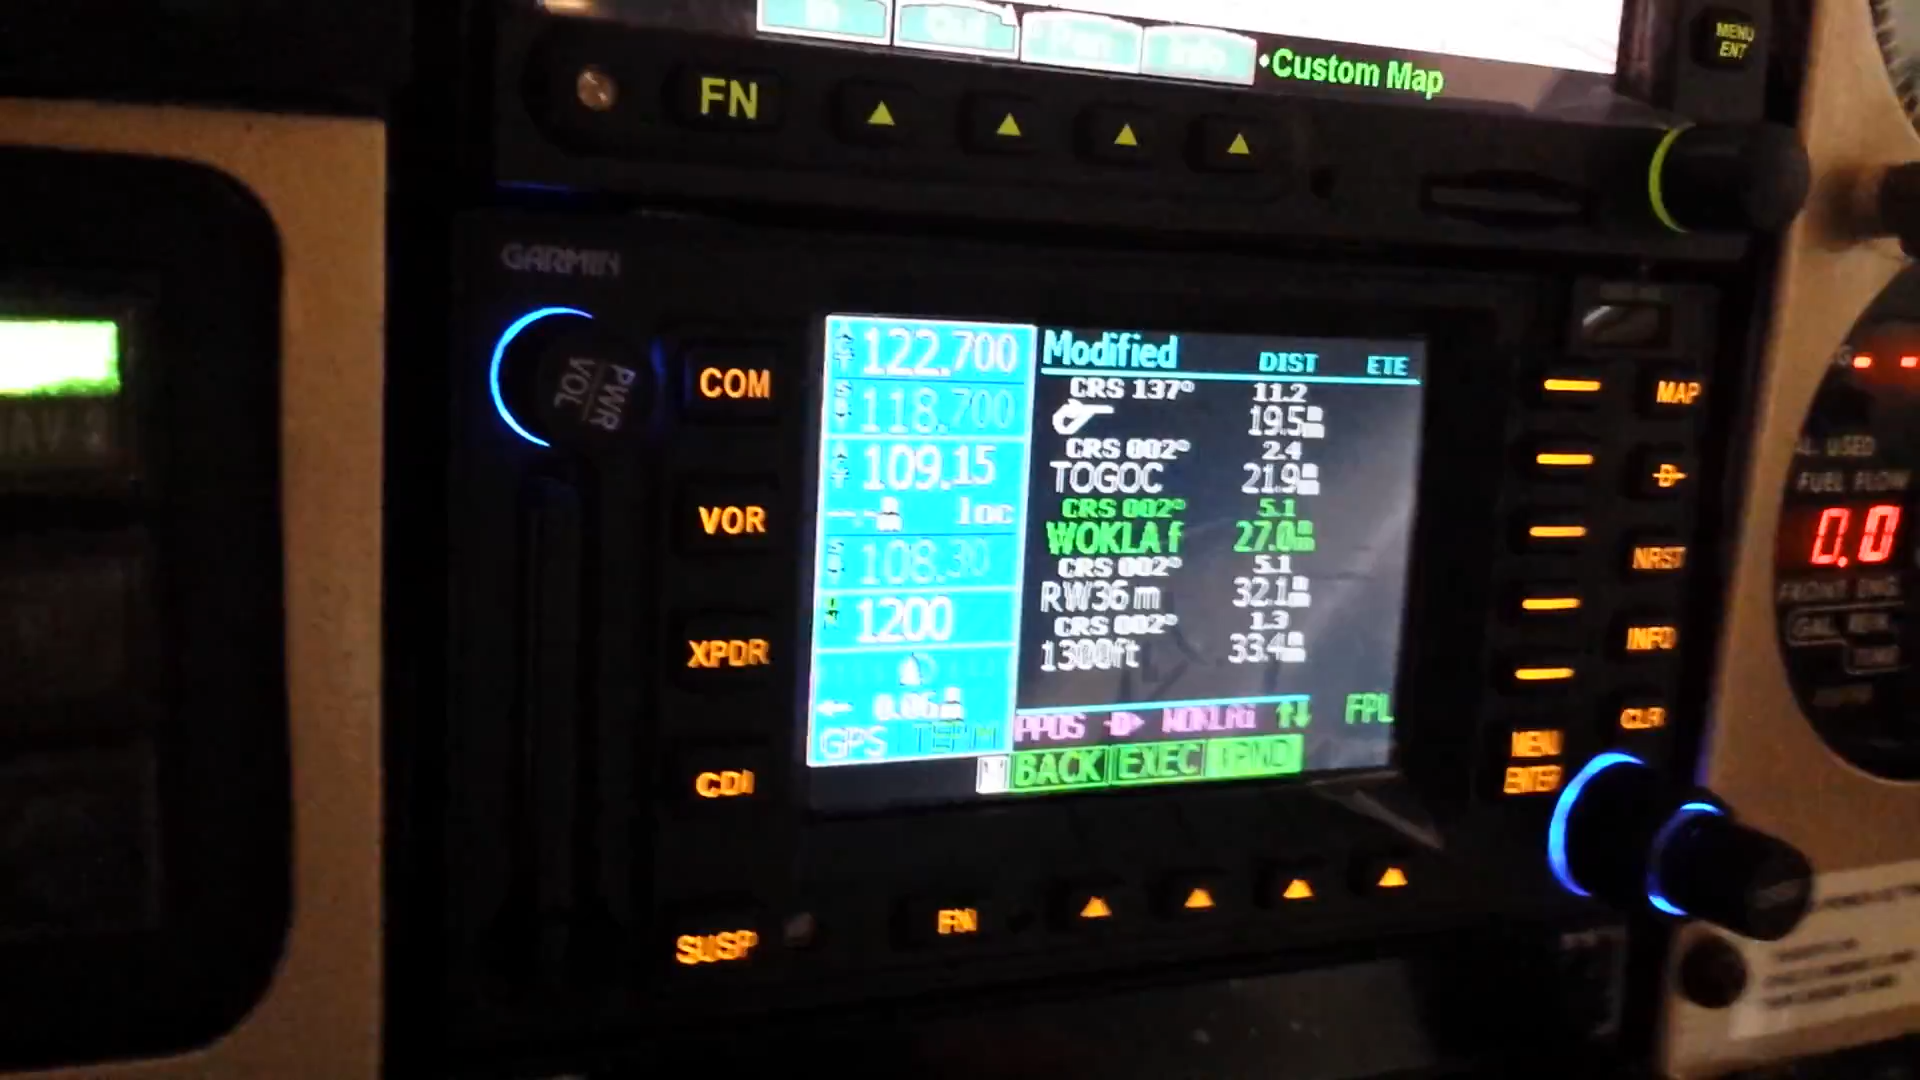 Custom Map
MENU
ENT
FN
GARMIN
PWR
VOL
COM
VOR
XPDR
CDI
SUSP
122.700
118.700
109.15
loc
108.30
1200
0.06
GPS TERM
Modified DIST ETE
CRS 137° 11.2
19.5
CRS 002° 2.4
TOGOC 21.9
CRS 002° 5.1
WOKLA f 27.0
CRS 002° 5.1
RW36 m 32.1
CRS 002° 1.3
1300ft 33.4
PPOS -D> WOKLAi FPL
BACK EXEC
MAP
-D>
NRST
INFO
CLR
MENU
ENTER
FN
USED
FUEL FLOW
0.0